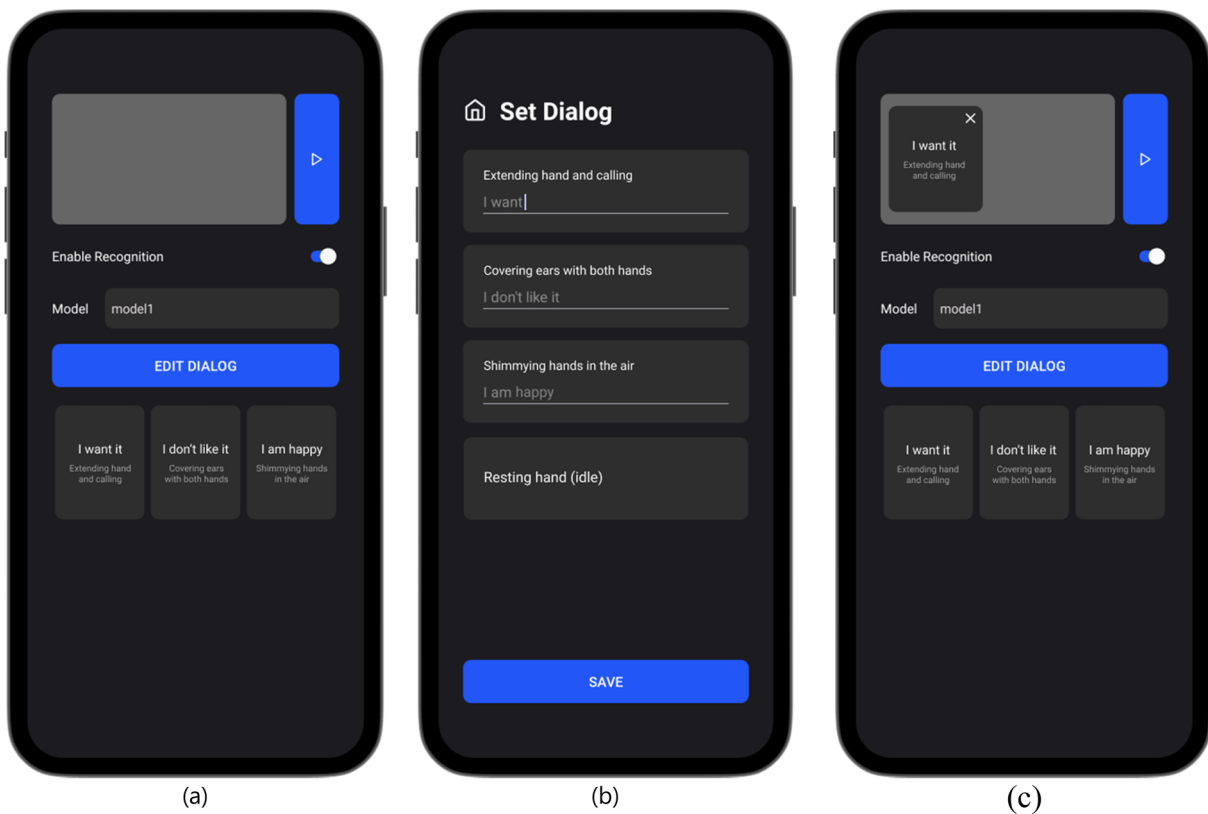 Enable Recognition
Model
model1
EDIT DIALOG
I want it
Extending hand
and calling
I don't like it
Covering ears
with both hands
I am happy
Shimmying hands
in the air
(a)
Set Dialog
Extending hand and calling
I want
Covering ears with both hands
I don't like it
Shimmying hands in the air
I am happy
Resting hand (idle)
SAVE
(b)
I want it
Extending hand
and calling
Enable Recognition
Model
model1
EDIT DIALOG
I want it
Extending hand
and calling
I don't like it
Covering ears
with both hands
I am happy
Shimmying hands
in the air
(c)